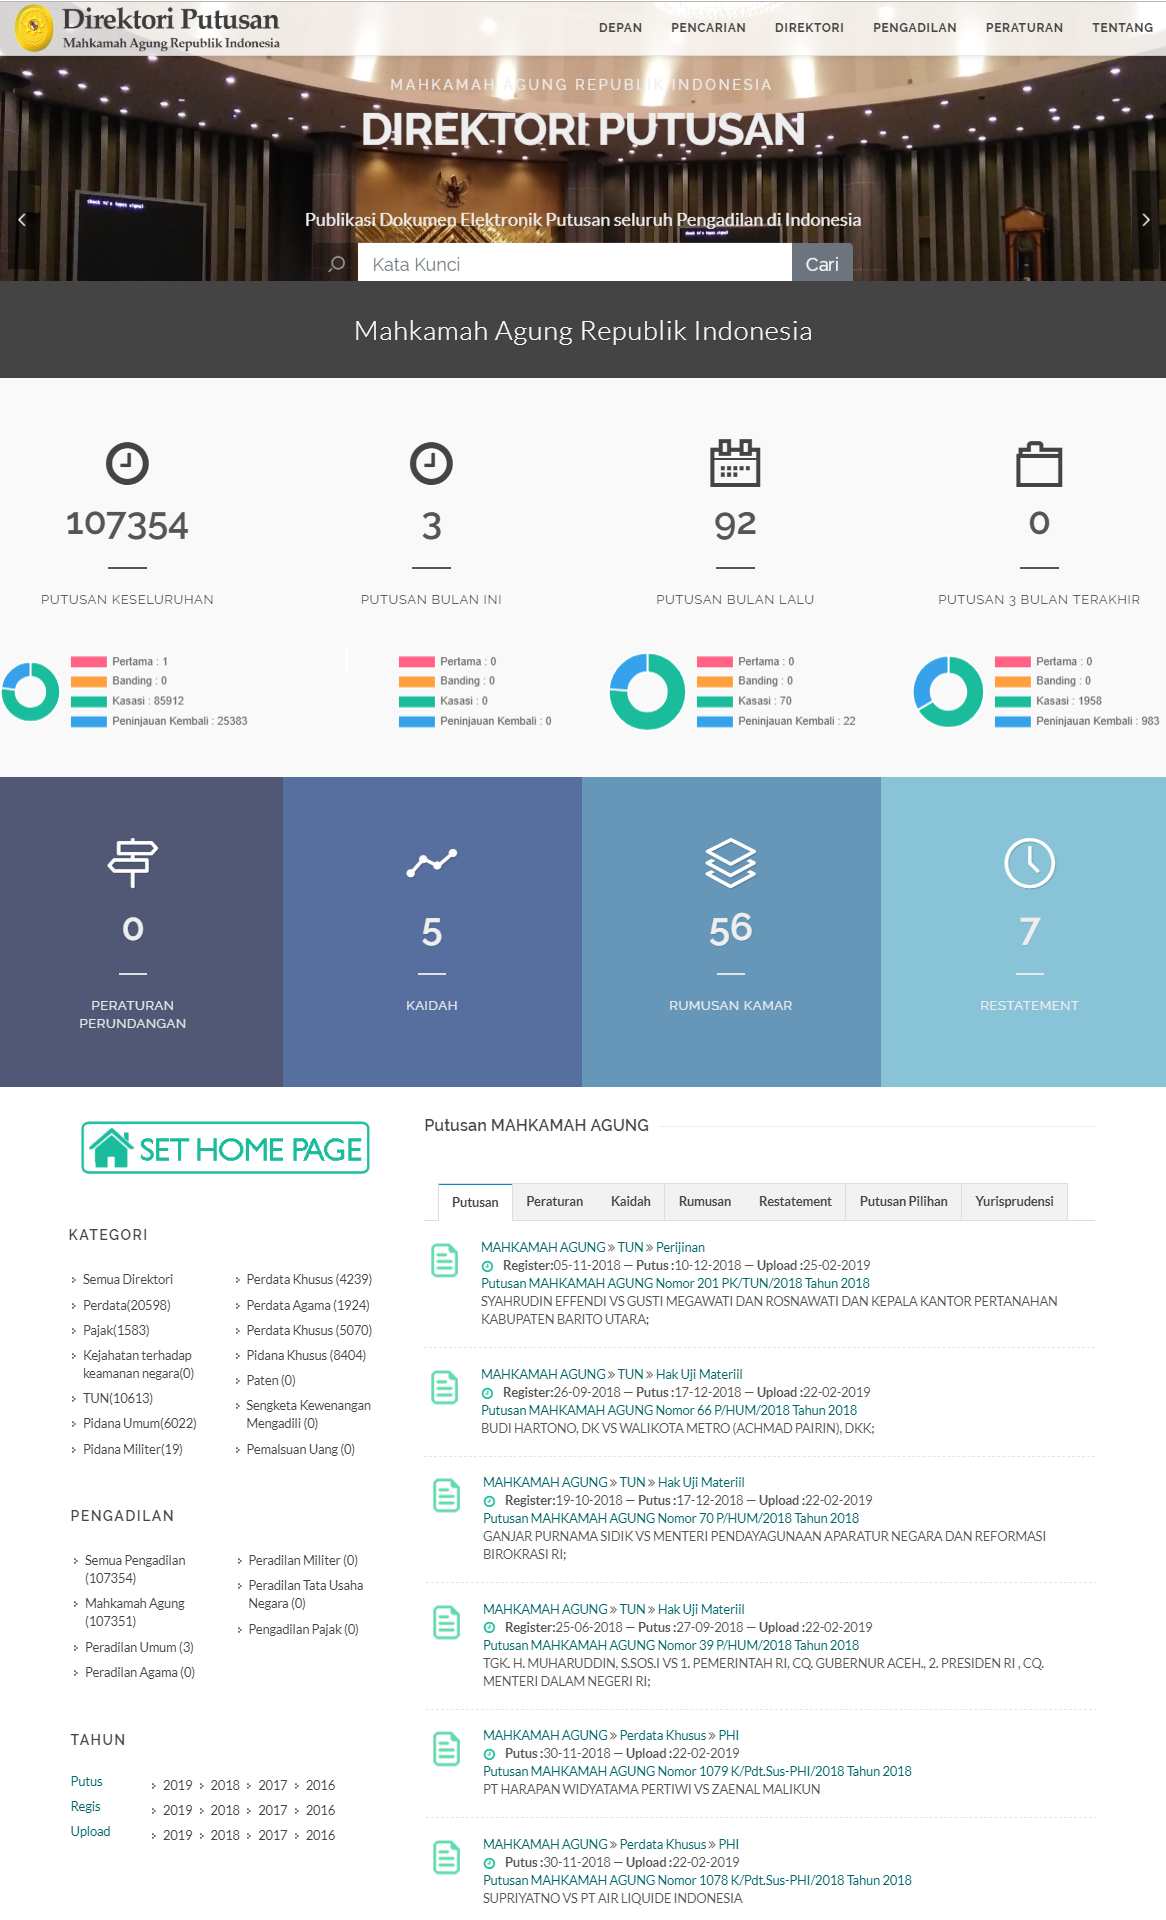 Direktori Putusan
Mahkamah Agung Republik Indonesia
DEPAN PENCARIAN DIREKTORI PENGADILAN PERATURAN TENTANG
MAHKAMAH AGUNG REPUBLIK INDONESIA
DIREKTORI PUTUSAN
check tv's input signal
Publikasi Dokumen Elektronik Putusan seluruh Pengadilan di Indonesia
check tv's input signal
Kata Kunci
Cari
Mahkamah Agung Republik Indonesia
107354
PUTUSAN KESELURUHAN
Pertama : 1
Banding : 0
Kasasi : 85912
Peninjauan Kembali : 25383
3
PUTUSAN BULAN INI
Pertama : 0
Banding : 0
Kasasi : 0
Peninjauan Kembali : 0
92
PUTUSAN BULAN LALU
Pertama : 0
Banding : 0
Kasasi : 70
Peninjauan Kembali : 22
0
PUTUSAN 3 BULAN TERAKHIR
Pertama : 0
Banding : 0
Kasasi : 1958
Peninjauan Kembali : 983
0
PERATURAN
PERUNDANGAN
5
KAIDAH
56
RUMUSAN KAMAR
7
RESTATEMENT
SET HOME PAGE
KATEGORI
Semua Direktori
Perdata(20598)
Pajak(1583)
Kejahatan terhadap
keamanan negara(0)
TUN(10613)
Pidana Umum(6022)
Pidana Militer(19)
Perdata Khusus (4239)
Perdata Agama (1924)
Perdata Khusus (5070)
Pidana Khusus (8404)
Paten (0)
Sengketa Kewenangan
Mengadili (0)
Pemalsuan Uang (0)
PENGADILAN
Semua Pengadilan
(107354)
Mahkamah Agung
(107351)
Peradilan Umum (3)
Peradilan Agama (0)
Peradilan Militer (0)
Peradilan Tata Usaha
Negara (0)
Pengadilan Pajak (0)
TAHUN
Putus 2019 2018 2017 2016
Regis 2019 2018 2017 2016
Upload 2019 2018 2017 2016
Putusan MAHKAMAH AGUNG
Putusan Peraturan Kaidah Rumusan Restatement Putusan Pilihan Yurisprudensi
MAHKAMAH AGUNG » TUN » Perijinan
Register:05-11-2018 — Putus :10-12-2018 — Upload :25-02-2019
Putusan MAHKAMAH AGUNG Nomor 201 PK/TUN/2018 Tahun 2018
SYAHRUDIN EFFENDI VS GUSTI MEGAWATI DAN ROSNAWATI DAN KEPALA KANTOR PERTANAHAN
KABUPATEN BARITO UTARA;
MAHKAMAH AGUNG » TUN » Hak Uji Materiil
Register:26-09-2018 — Putus :17-12-2018 — Upload :22-02-2019
Putusan MAHKAMAH AGUNG Nomor 66 P/HUM/2018 Tahun 2018
BUDI HARTONO, DK VS WALIKOTA METRO (ACHMAD PAIRIN), DKK;
MAHKAMAH AGUNG » TUN » Hak Uji Materiil
Register:19-10-2018 — Putus :17-12-2018 — Upload :22-02-2019
Putusan MAHKAMAH AGUNG Nomor 70 P/HUM/2018 Tahun 2018
GANJAR PURNAMA SIDIK VS MENTERI PENDAYAGUNAAN APARATUR NEGARA DAN REFORMASI
BIROKRASI RI;
MAHKAMAH AGUNG » TUN » Hak Uji Materiil
Register:25-06-2018 — Putus :27-09-2018 — Upload :22-02-2019
Putusan MAHKAMAH AGUNG Nomor 39 P/HUM/2018 Tahun 2018
TGK. H. MUHARUDDIN, S.SOS.I VS 1. PEMERINTAH RI, CQ. GUBERNUR ACEH., 2. PRESIDEN RI , CQ.
MENTERI DALAM NEGERI RI;
MAHKAMAH AGUNG » Perdata Khusus » PHI
Putus :30-11-2018 — Upload :22-02-2019
Putusan MAHKAMAH AGUNG Nomor 1079 K/Pdt.Sus-PHI/2018 Tahun 2018
PT HARAPAN WIDYATAMA PERTIWI VS ZAENAL MALIKUN
MAHKAMAH AGUNG » Perdata Khusus » PHI
Putus :30-11-2018 — Upload :22-02-2019
Putusan MAHKAMAH AGUNG Nomor 1078 K/Pdt.Sus-PHI/2018 Tahun 2018
SUPRIYATNO VS PT AIR LIQUIDE INDONESIA